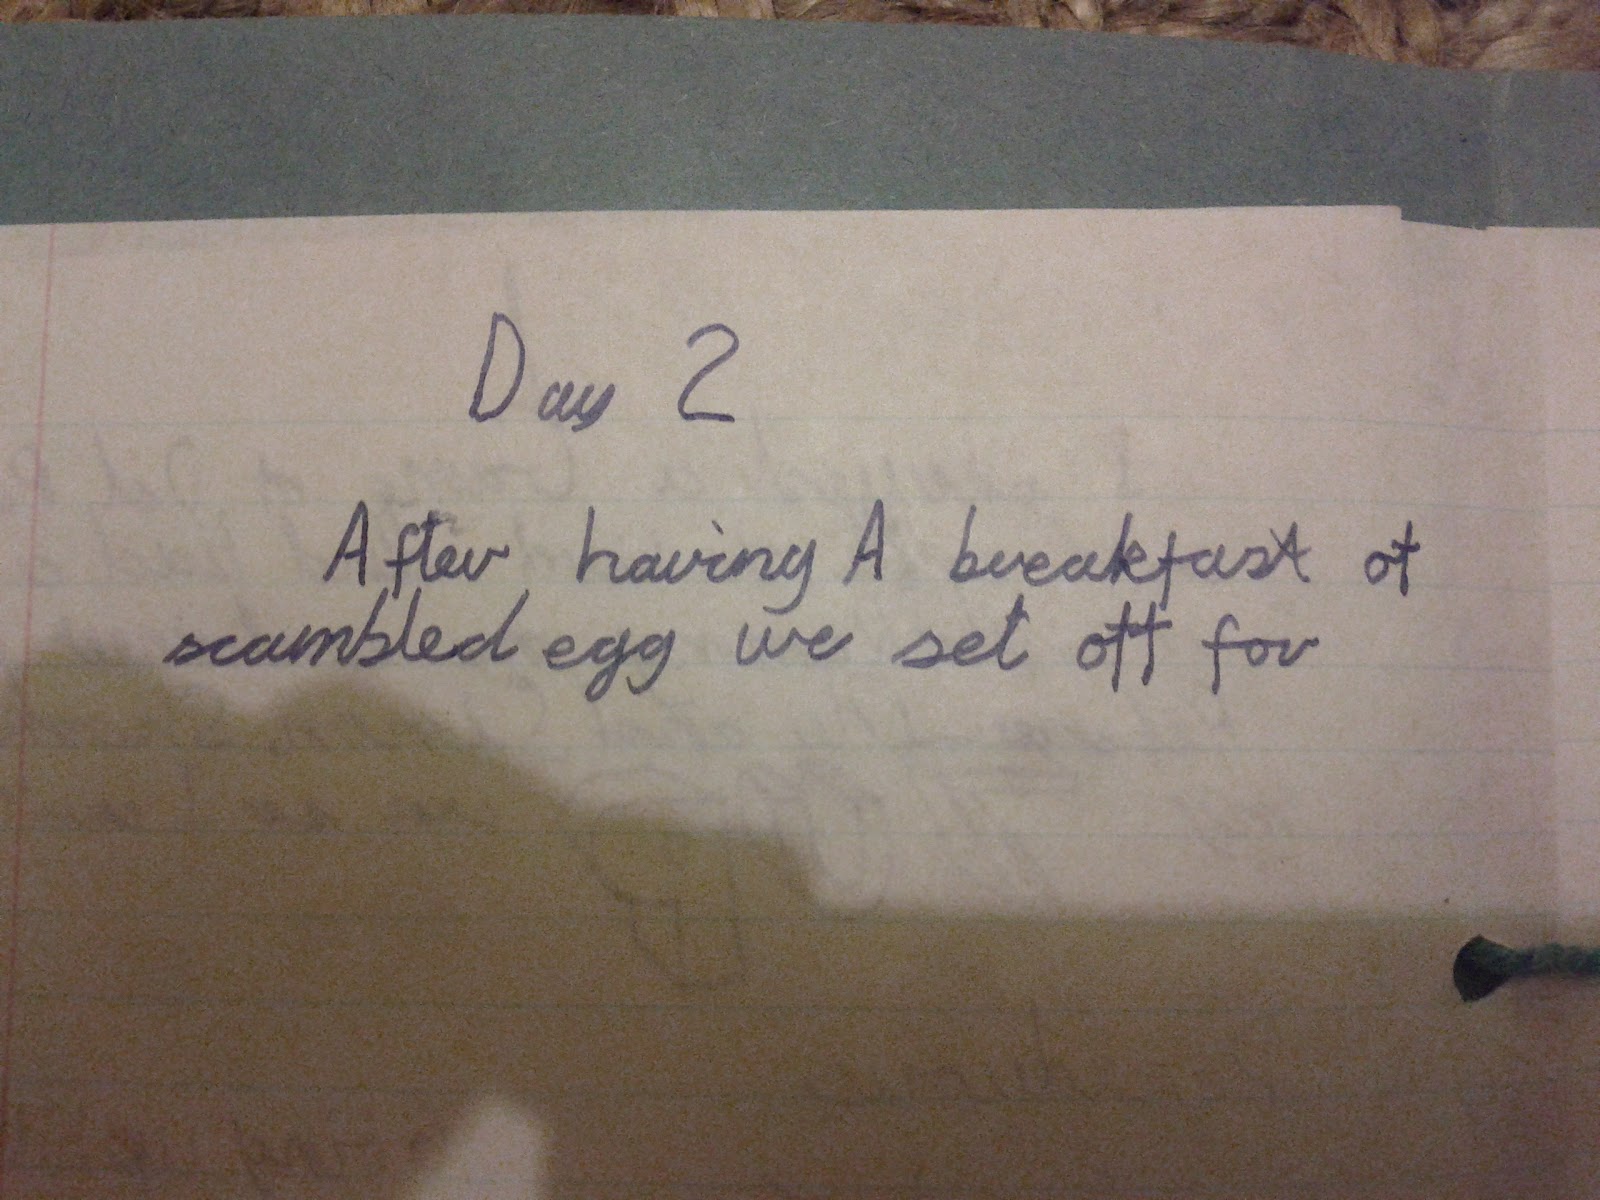 Day 2
After having A breakfast of
scambled egg we set off for